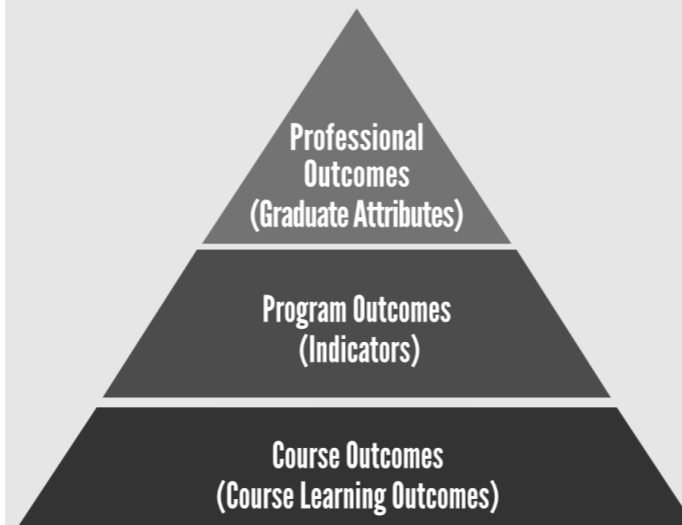 Professional
Outcomes
(Graduate Attributes)
Program Outcomes
(Indicators)
Course Outcomes
(Course Learning Outcomes)